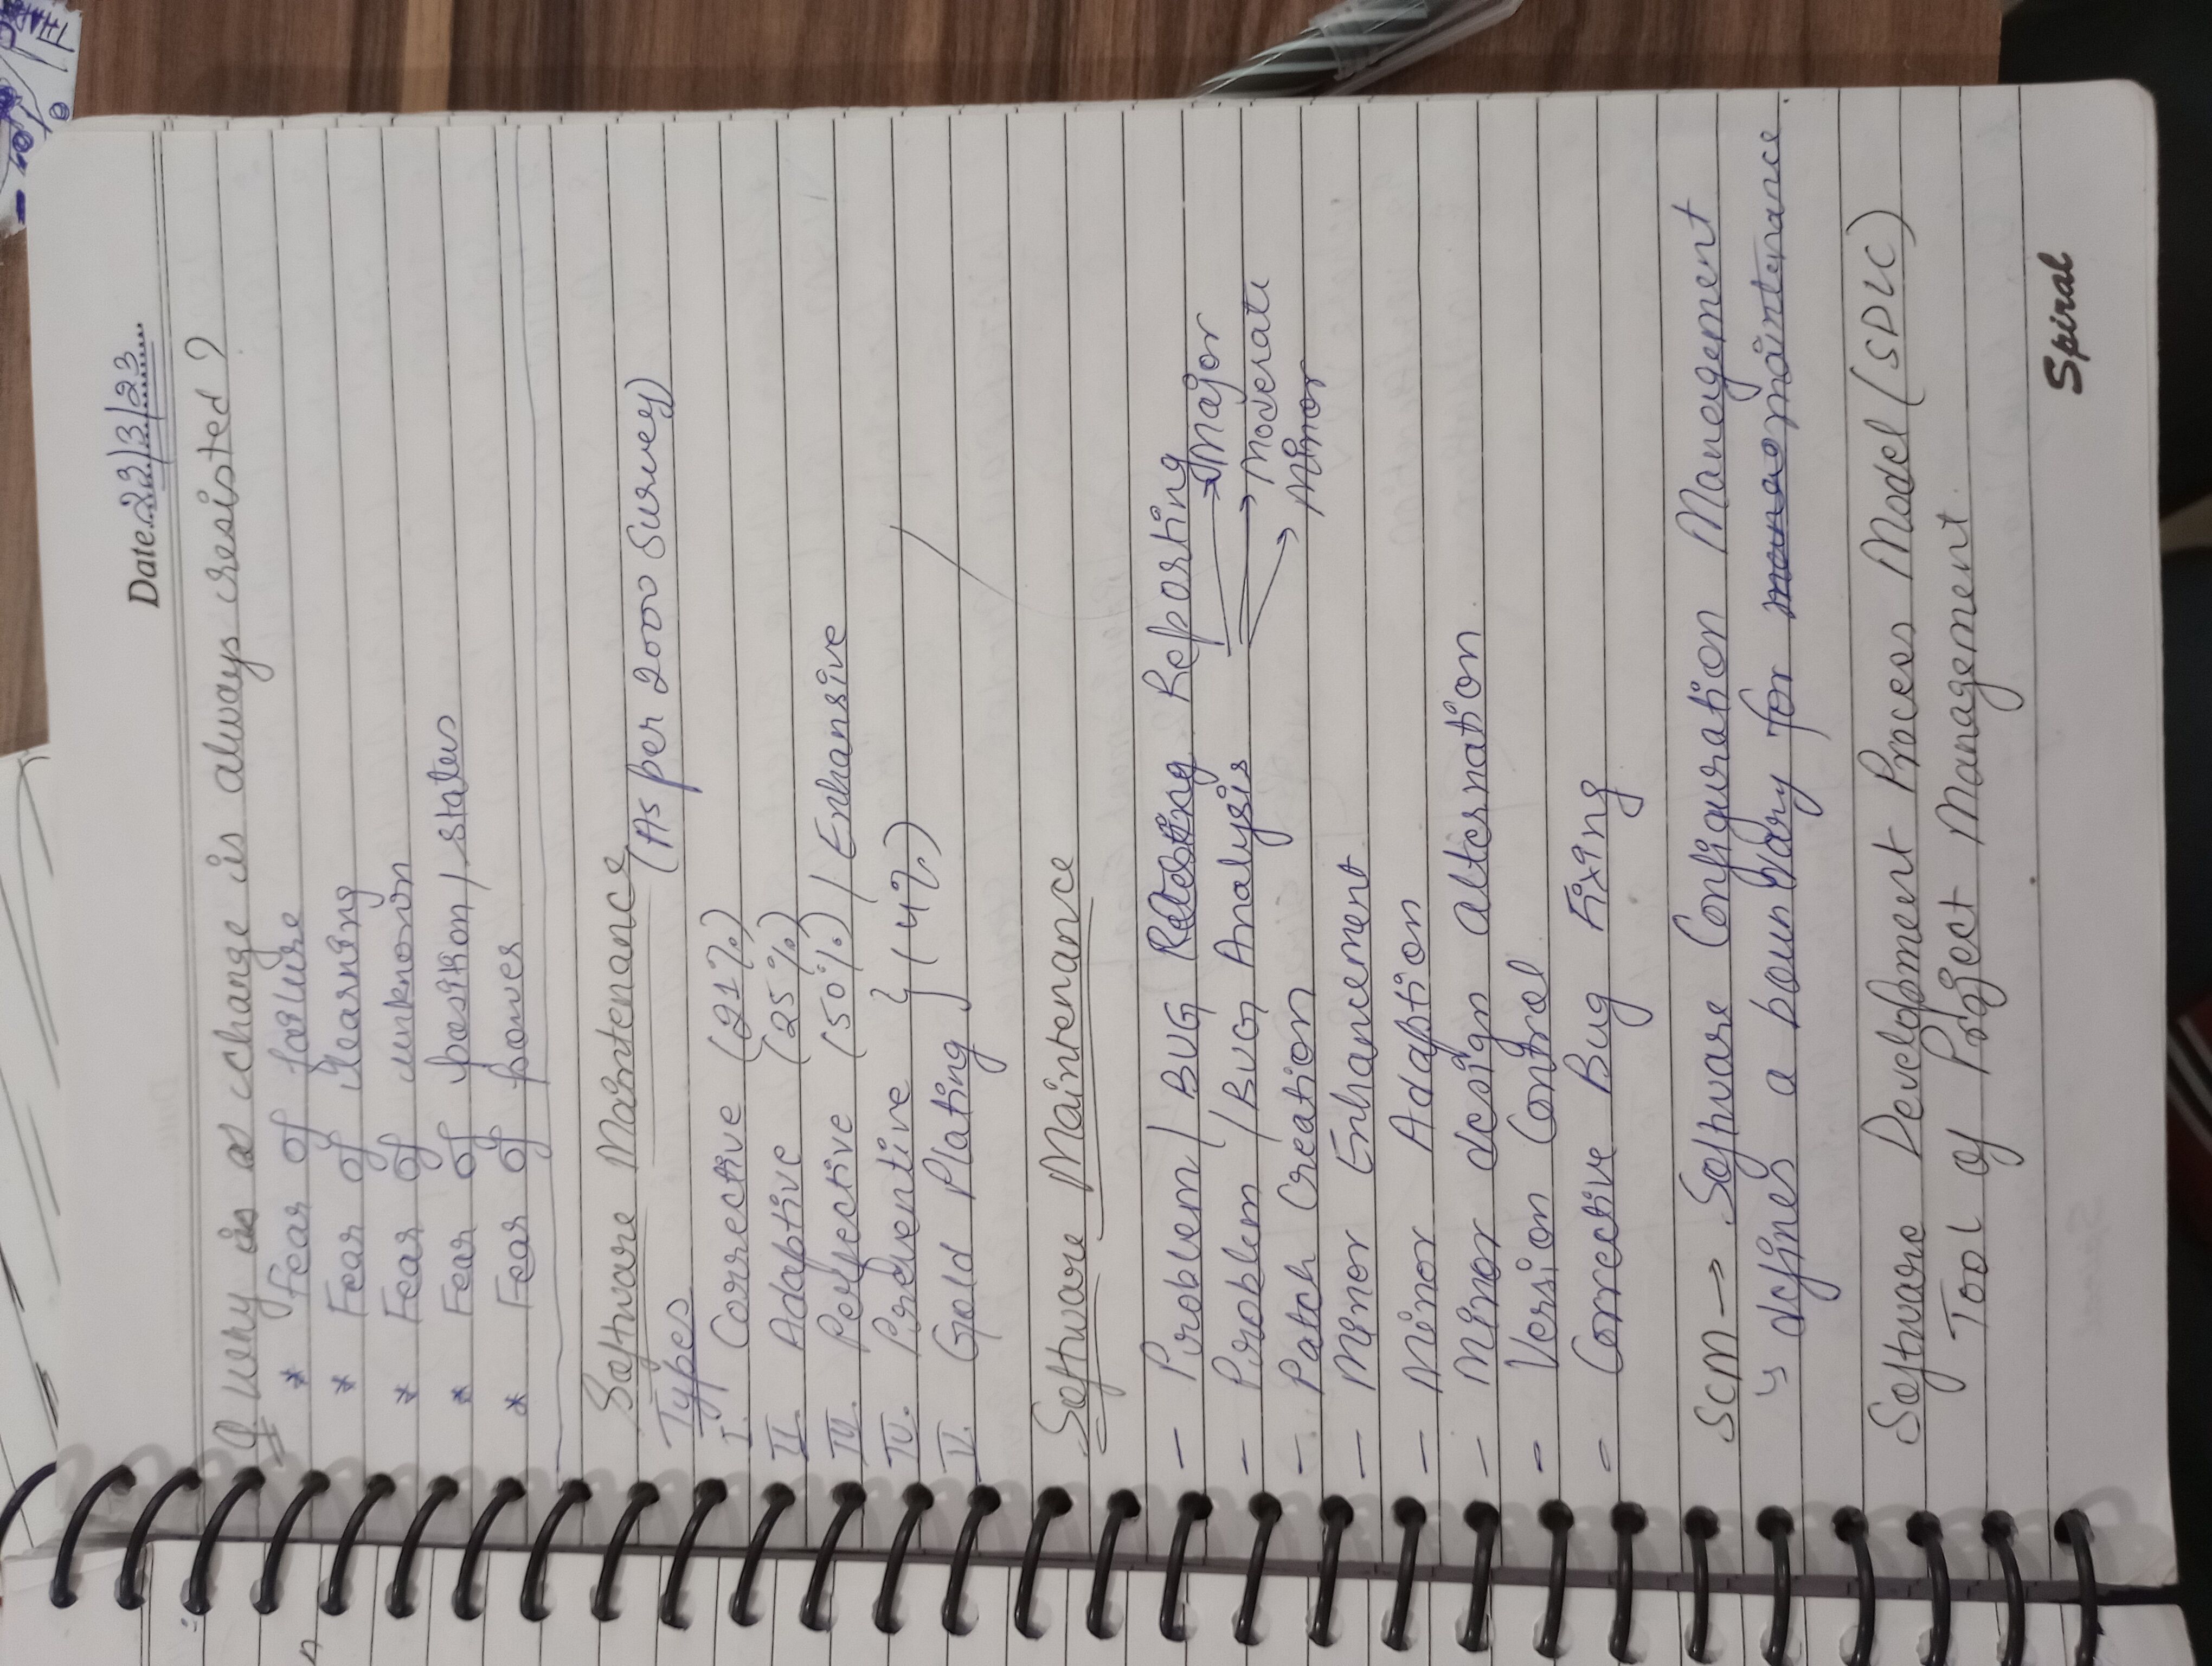 Date 23/3/23
Q Why is a change is always resisted ?
* Fear of failure
* Fear of learning
* Fear of unknown
* Fear of position / status
* Fear of power
Software Maintenance
Types (As per 2000 Survey)
I. Corrective (21%)
II. Adaptive (25%)
III. Perfective (50%) / Enhansive
IV. Preventive } (4%)
V. Gold Plating
Software Maintenance
- Problem / BUG Reporting
- Problem / BUG Analysis → Major
→ Moderate
→ Minor
- Patch Creation
- Minor Enhancement
- Minor Adaption
- Minor design alternation
- Version Control
- Corrective Bug Fixing
SCM → Software Configuration Management
↳ defines a boundary for maintenance
Software Development Process Model (SDLC)
Tool of Project Management
Spiral